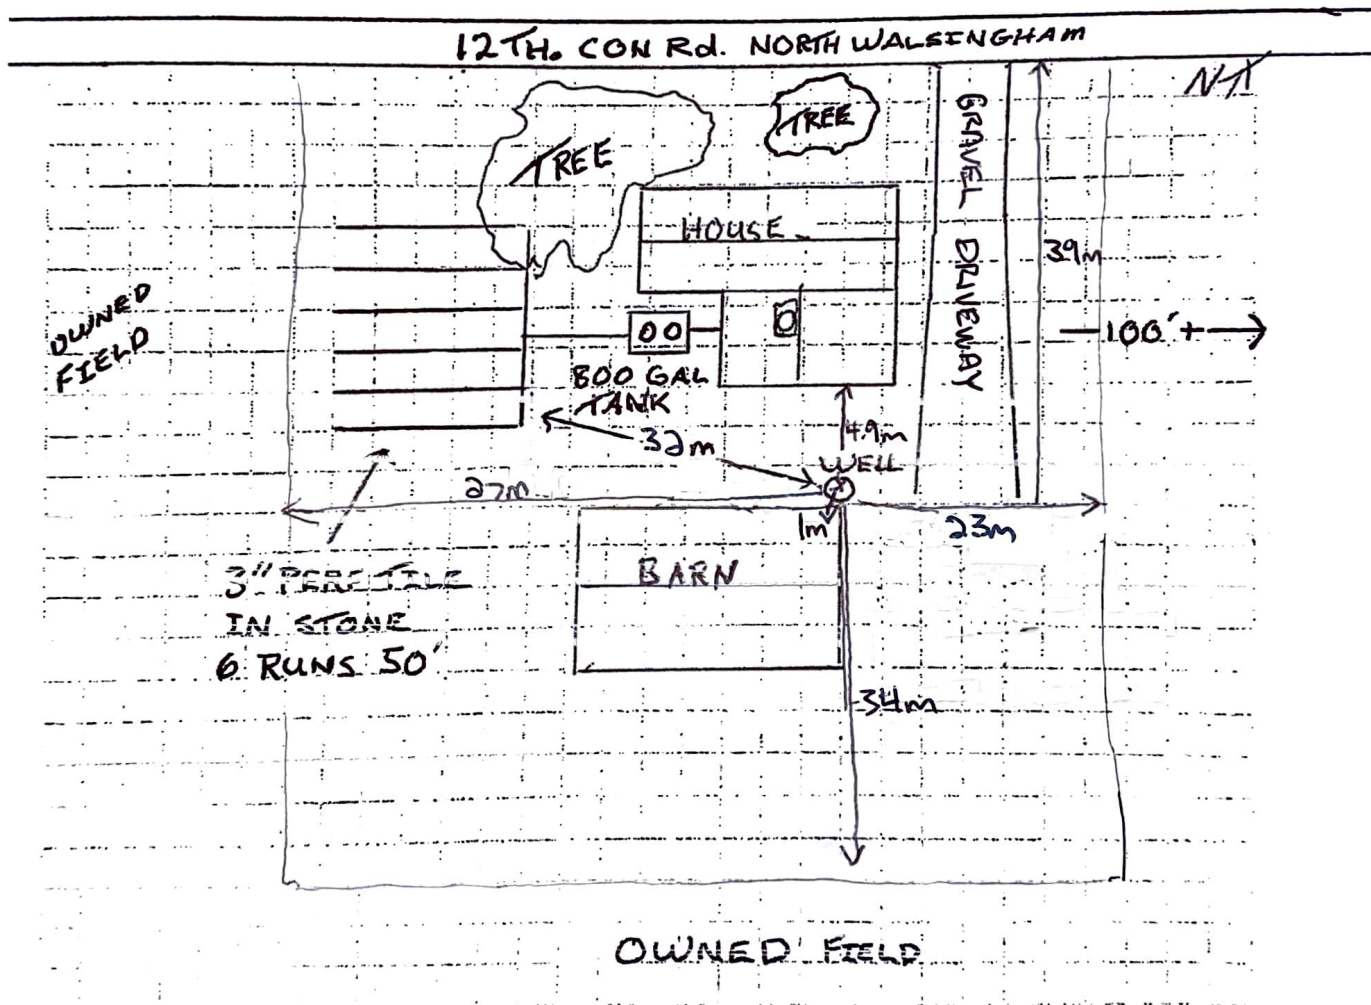 12TH. CON Rd. NORTH WALSINGHAM
N
TREE
TREE
GRAVEL DRIVEWAY
HOUSE
39m
OWNED
FIELD
O
OO
100'+
800 GAL
TANK
4.9m
32m
WELL
27m
1m
23m
BARN
3" PERF TILE
IN STONE
6 RUNS 50'
34m
OWNED FIELD